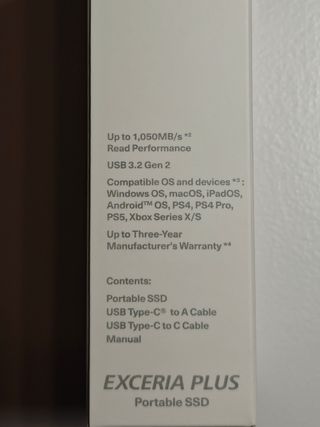 Up to 1,050MB/s *²
Read Performance
USB 3.2 Gen 2
Compatible OS and devices *³ :
Windows OS, macOS, iPadOS,
Android™ OS, PS4, PS4 Pro,
PS5, Xbox Series X/S
Up to Three-Year
Manufacturer's Warranty *⁴
Contents:
Portable SSD
USB Type-C® to A Cable
USB Type-C to C Cable
Manual
EXCERIA PLUS
Portable SSD